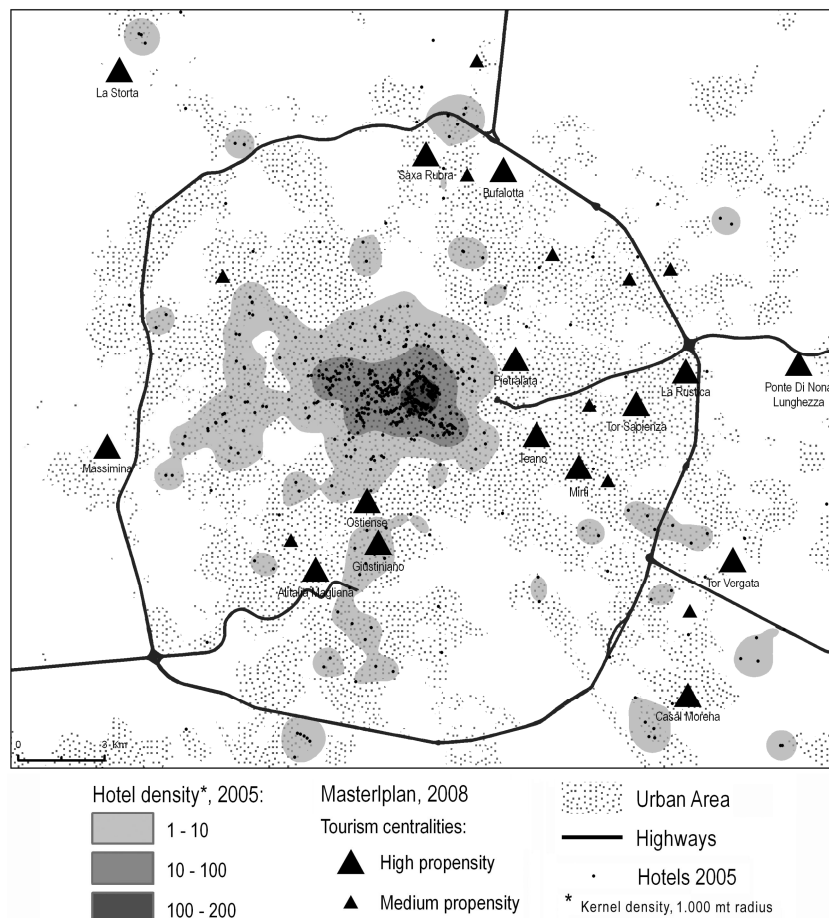 La Storta
Saxa Rubra
Bufalotta
Pietralata
La Rustica
Ponte Di Nona
Lunghezza
Tor Sapienza
Teano
Massimina
Mirti
Ostiense
Giustiniano
Alitalia Magliana
Tor Vergata
Casal Morena
0 3 Km
Hotel density*, 2005:
1 - 10
10 - 100
100 - 200
Masterlplan, 2008
Tourism centralities:
High propensity
Medium propensity
Urban Area
Highways
Hotels 2005
* Kernel density, 1.000 mt radius